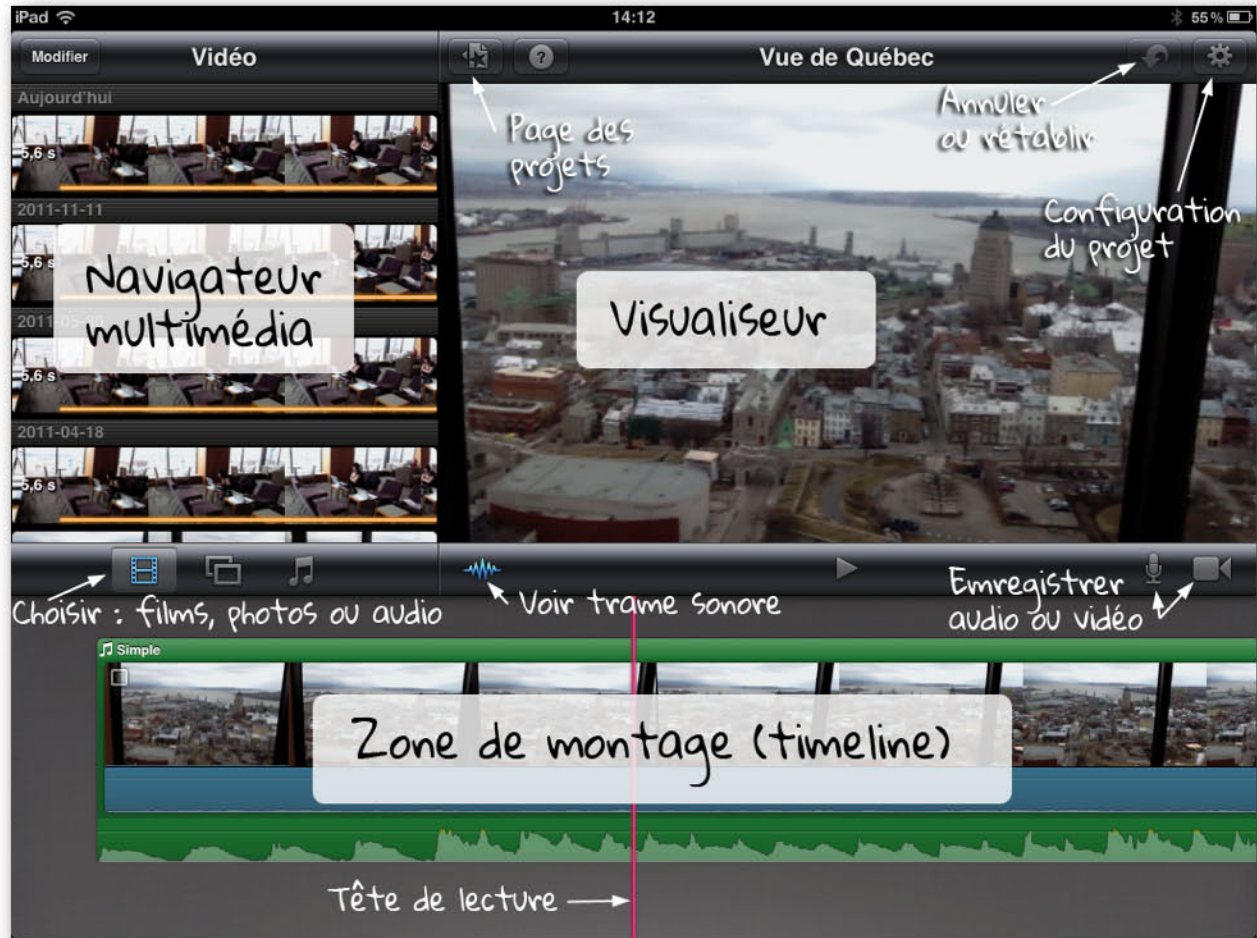 iPad 14:12 55 %
Modifier Vidéo ? Vue de Québec
Aujourd'hui
5,6 s
2011-11-11
5,6 s
2011-05-30
5,6 s
2011-04-18
5,6 s
Navigateur
multimédia
Page des
projets
Annuler
ou rétablir
Configuration
du projet
Visualiseur
Choisir : films, photos ou audio
Voir trame sonore
Emregistrer
audio ou vidéo
Simple
Zone de montage (timeline)
Tête de lecture